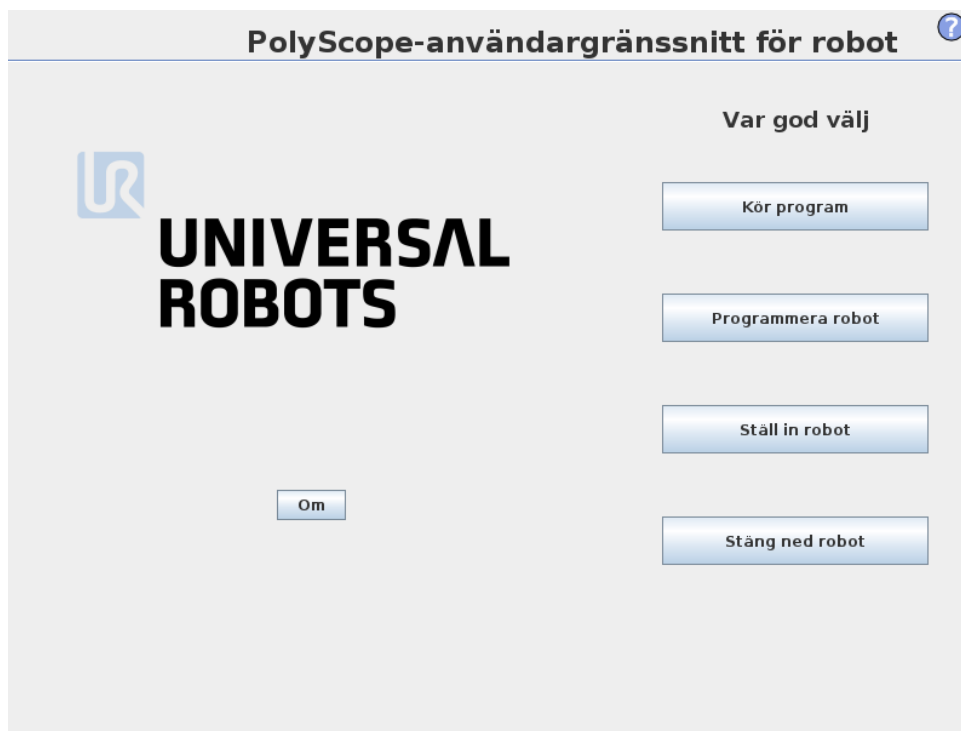 PolyScope-användargränssnitt för robot
?
Var god välj
UR
UNIVERSAL
ROBOTS
Kör program
Programmera robot
Ställ in robot
Om
Stäng ned robot